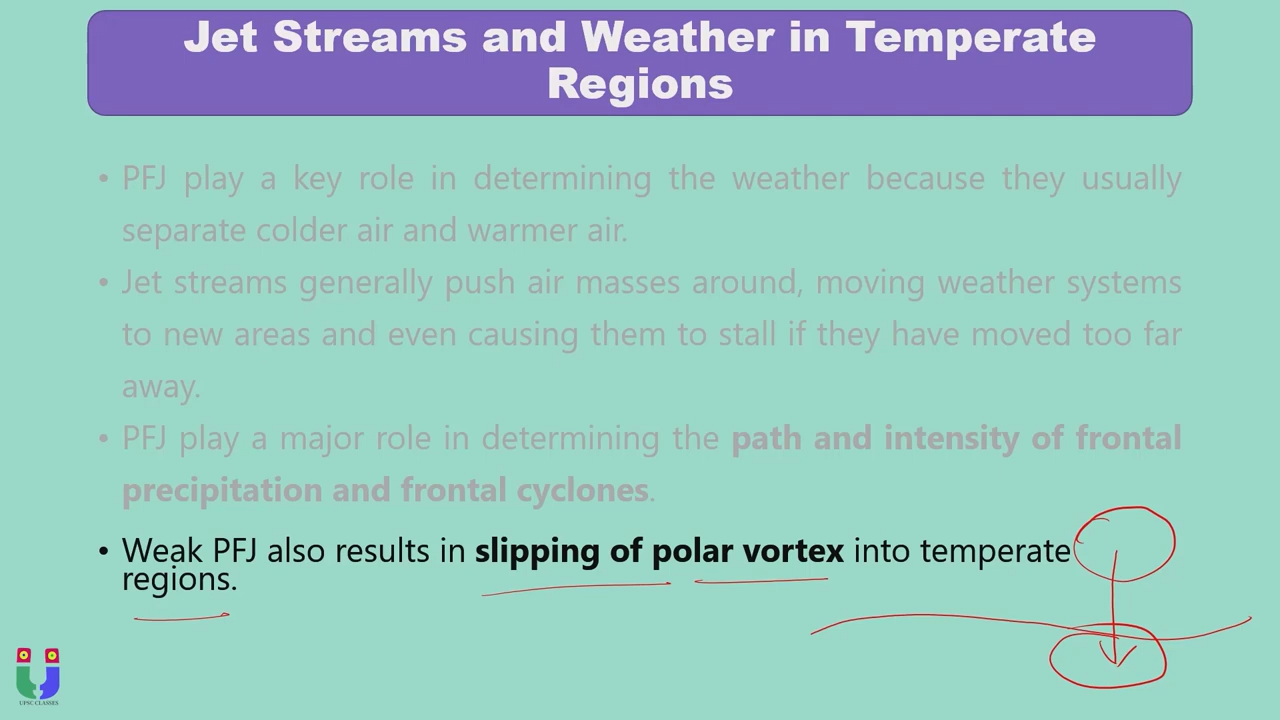 Jet Streams and Weather in Temperate
Regions
• PFJ play a key role in determining the weather because they usually
separate colder air and warmer air.
• Jet streams generally push air masses around, moving weather systems
to new areas and even causing them to stall if they have moved too far
away.
• PFJ play a major role in determining the path and intensity of frontal
precipitation and frontal cyclones.
• Weak PFJ also results in slipping of polar vortex into temperate
regions.
UPSC CLASSES